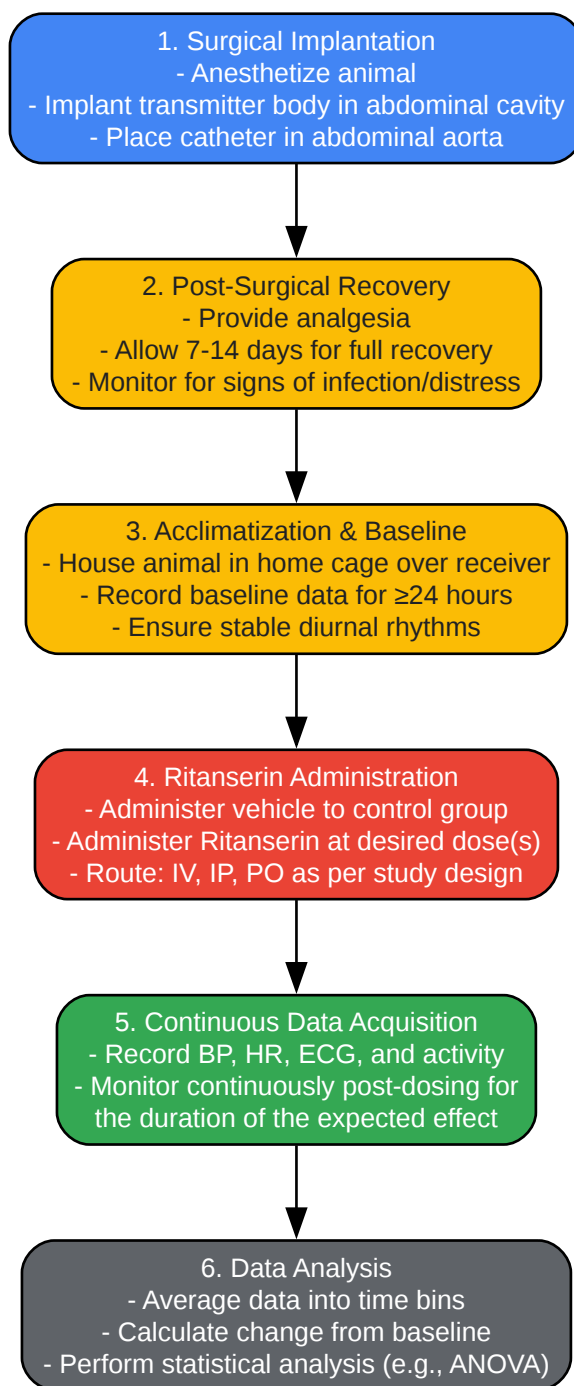 1. Surgical Implantation
- Anesthetize animal
- Implant transmitter body in abdominal cavity
- Place catheter in abdominal aorta
2. Post-Surgical Recovery
- Provide analgesia
- Allow 7-14 days for full recovery
- Monitor for signs of infection/distress
3. Acclimatization & Baseline
- House animal in home cage over receiver
- Record baseline data for ≥24 hours
- Ensure stable diurnal rhythms
4. Ritanserin Administration
- Administer vehicle to control group
- Administer Ritanserin at desired dose(s)
- Route: IV, IP, PO as per study design
5. Continuous Data Acquisition
- Record BP, HR, ECG, and activity
- Monitor continuously post-dosing for
the duration of the expected effect
6. Data Analysis
- Average data into time bins
- Calculate change from baseline
- Perform statistical analysis (e.g., ANOVA)